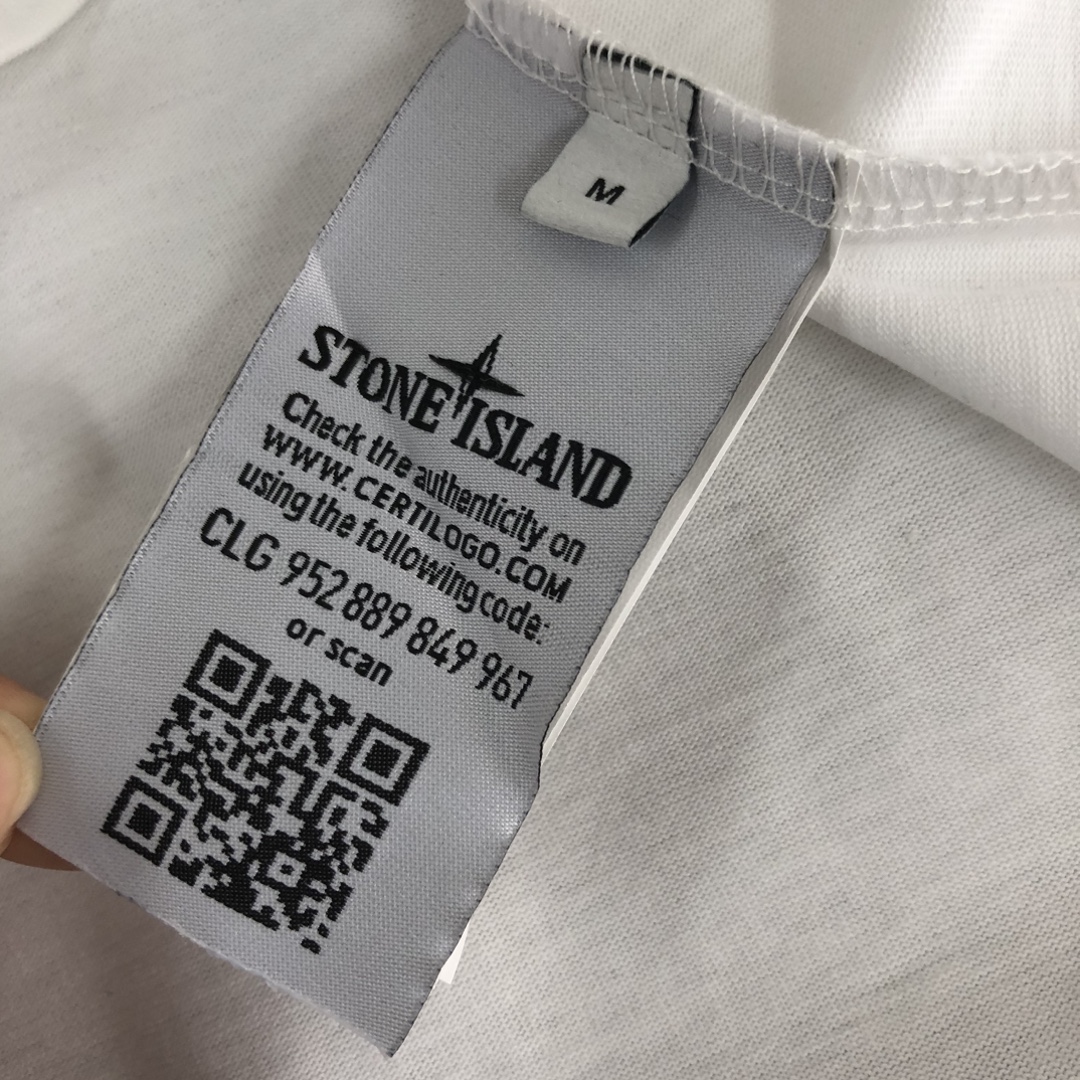 M
STONE ISLAND
Check the authenticity on
WWW.CERTILOGO.COM
using the following code:
CLG 952 889 849 967
or scan